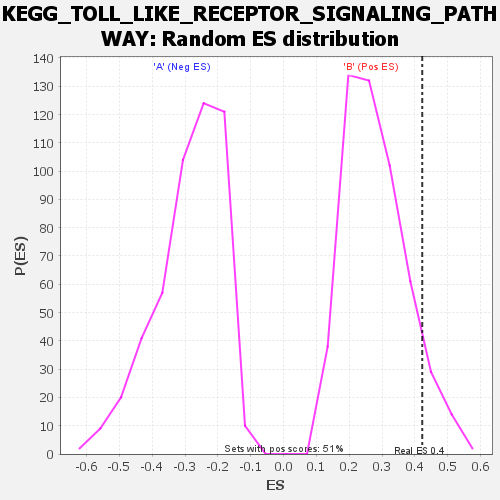 KEGG_TOLL_LIKE_RECEPTOR_SIGNALING_PATH
WAY: Random ES distribution
'A' (Neg ES) 'B' (Pos ES)
140
130
120
110
100
90
80
70
60
50
40
30
20
10
0
P(ES)
Sets with pos scores: 51%
Real ES 0.4
-0.6 -0.5 -0.4 -0.3 -0.2 -0.1 0.0 0.1 0.2 0.3 0.4 0.5 0.6
ES